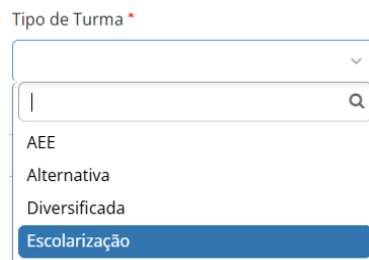 Tipo de Turma *
AEE
Alternativa
Diversificada
Escolarização